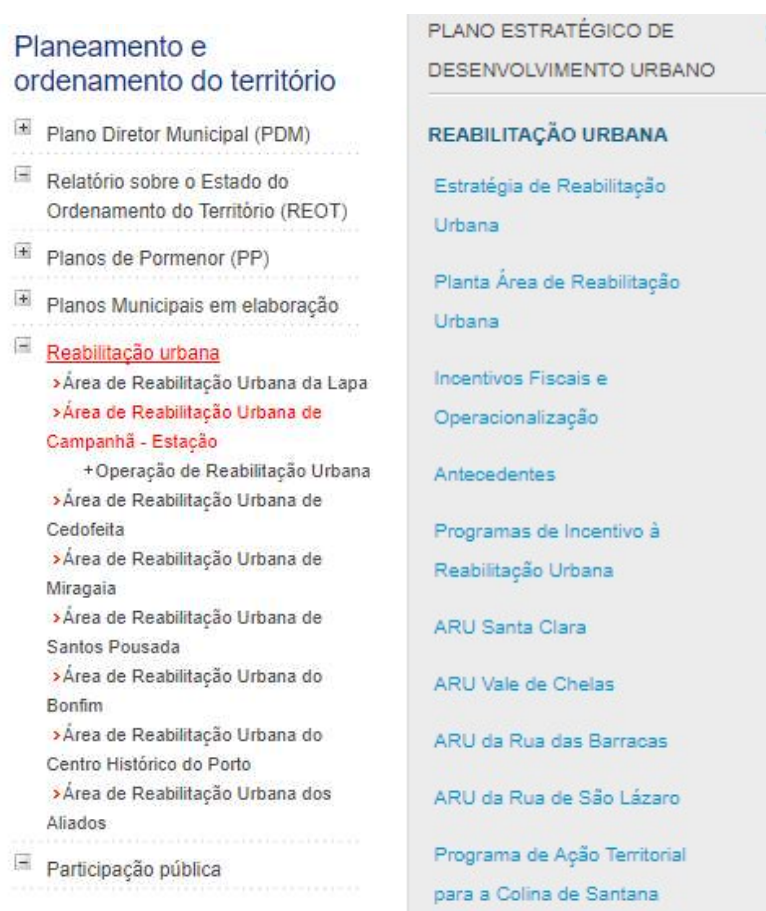 Planeamento e
ordenamento do território
Plano Diretor Municipal (PDM)
Relatório sobre o Estado do
Ordenamento do Território (REOT)
Planos de Pormenor (PP)
Planos Municipais em elaboração
Reabilitação urbana
>Área de Reabilitação Urbana da Lapa
>Área de Reabilitação Urbana de
Campanhã - Estação
+Operação de Reabilitação Urbana
>Área de Reabilitação Urbana de
Cedofeita
>Área de Reabilitação Urbana de
Miragaia
>Área de Reabilitação Urbana de
Santos Pousada
>Área de Reabilitação Urbana do
Bonfim
>Área de Reabilitação Urbana do
Centro Histórico do Porto
>Área de Reabilitação Urbana dos
Aliados
Participação pública
PLANO ESTRATÉGICO DE
DESENVOLVIMENTO URBANO
REABILITAÇÃO URBANA
Estratégia de Reabilitação
Urbana
Planta Área de Reabilitação
Urbana
Incentivos Fiscais e
Operacionalização
Antecedentes
Programas de Incentivo à
Reabilitação Urbana
ARU Santa Clara
ARU Vale de Chelas
ARU da Rua das Barracas
ARU da Rua de São Lázaro
Programa de Ação Territorial
para a Colina de Santana